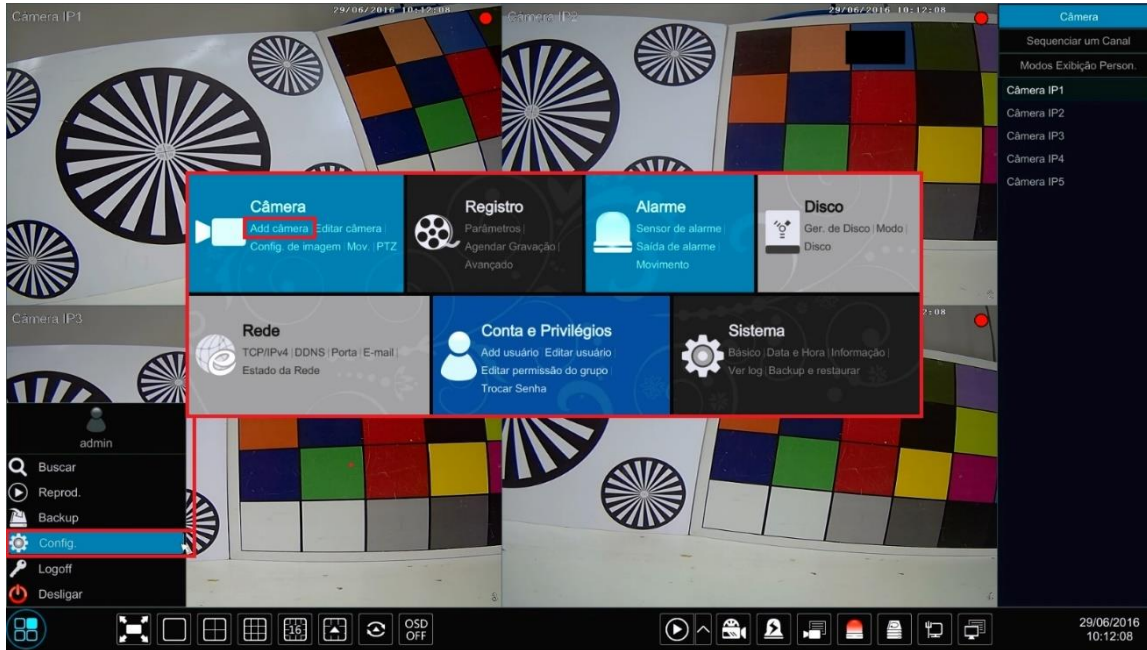 Câmera IP1
29/06/2016 10:12:08
Câmera IP2
29/06/2016 10:12:08
Câmera
Sequenciar um Canal
Modos Exibição Person.
Câmera IP1
Câmera IP2
Câmera IP3
Câmera IP4
Câmera IP5
Câmera
Add câmera | Editar câmera |
Config. de imagem | Mov. | PTZ
Registro
Parâmetros |
Agendar Gravação |
Avançado
Alarme
Sensor de alarme |
Saída de alarme |
Movimento
Disco
Ger. de Disco | Modo |
Disco
Câmera IP3
2:08
Rede
TCP/IPv4 | DDNS | Porta | E-mail |
Estado da Rede
Conta e Privilégios
Add usuário | Editar usuário |
Editar permissão do grupo |
Trocar Senha
Sistema
Básico | Data e Hora | Informação |
Ver log | Backup e restaurar
admin
Buscar
Reprod.
Backup
Config.
Logoff
Desligar
16
OSD
OFF
29/06/2016
10:12:08